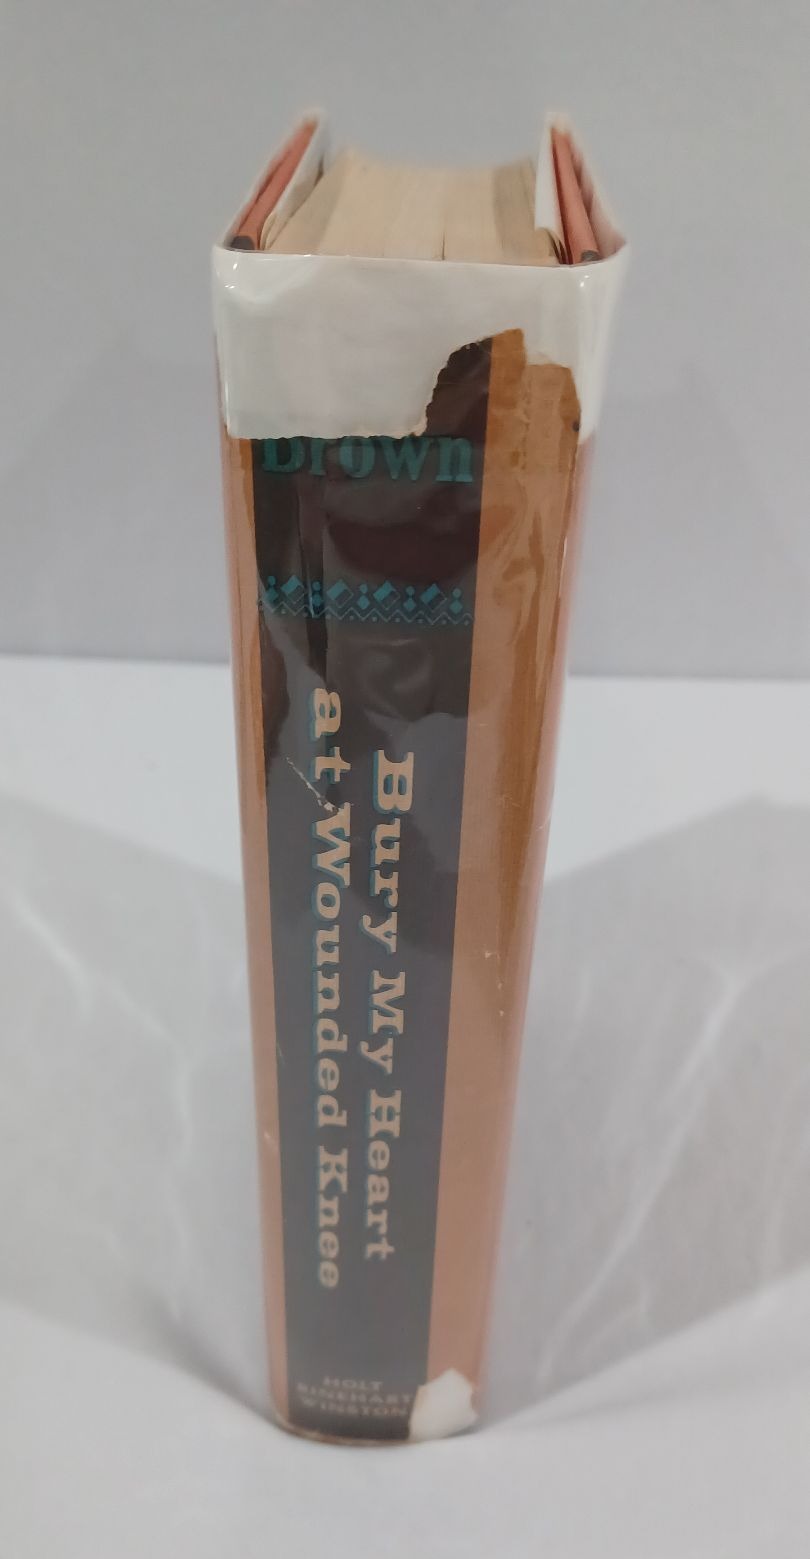 Brown
Bury My Heart
at Wounded Knee
HOLT
RINEHART
WINSTON